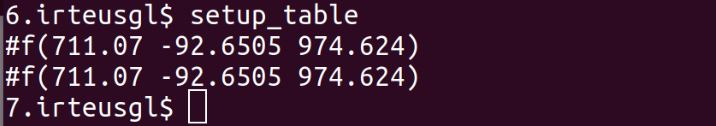 6.irteusgl$ setup_table
#f(711.07 -92.6505 974.624)
#f(711.07 -92.6505 974.624)
7.irteusgl$